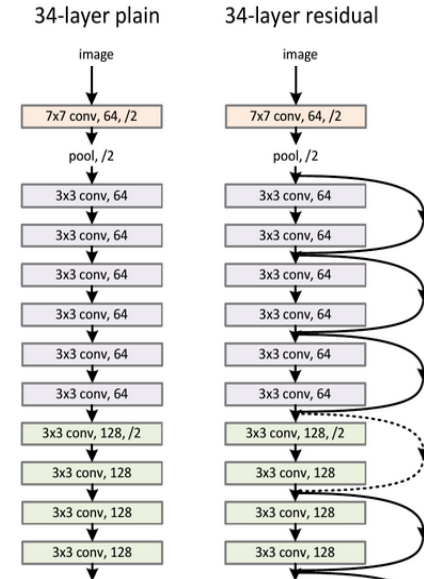 34-layer plain
image
7x7 conv, 64, /2
pool, /2
3x3 conv, 64
3x3 conv, 64
3x3 conv, 64
3x3 conv, 64
3x3 conv, 64
3x3 conv, 64
3x3 conv, 128, /2
3x3 conv, 128
3x3 conv, 128
3x3 conv, 128
34-layer residual
image
7x7 conv, 64, /2
pool, /2
3x3 conv, 64
3x3 conv, 64
3x3 conv, 64
3x3 conv, 64
3x3 conv, 64
3x3 conv, 64
3x3 conv, 128, /2
3x3 conv, 128
3x3 conv, 128
3x3 conv, 128